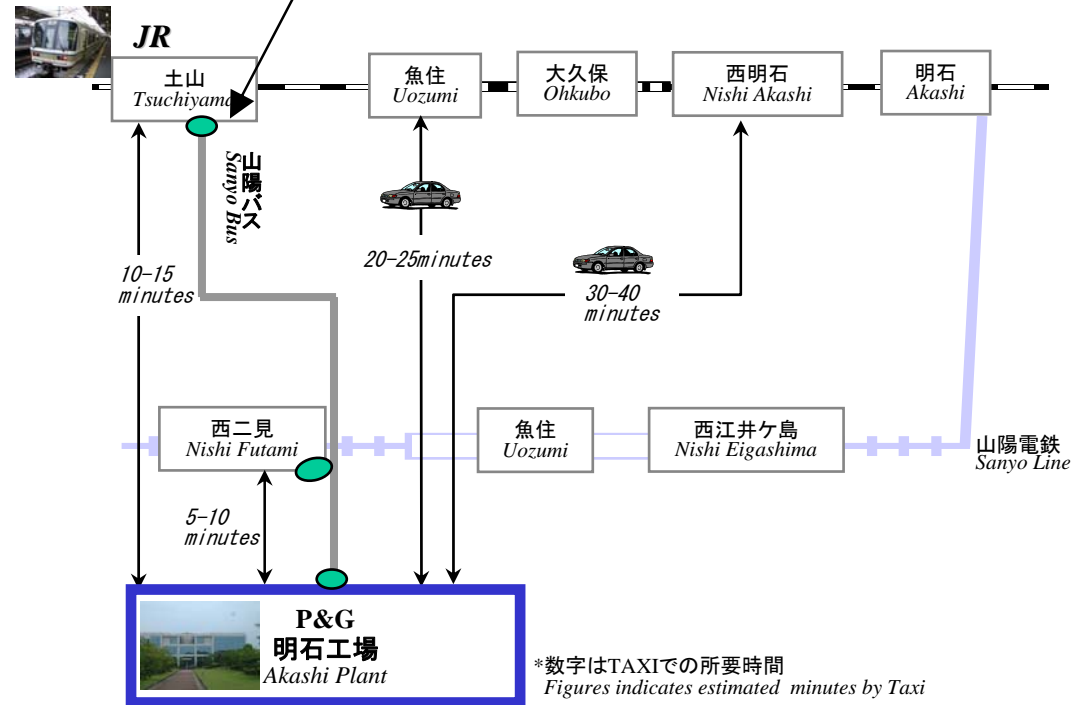 JR
土山
Tsuchiyama
魚住
Uozumi
大久保
Ohkubo
西明石
Nishi Akashi
明石
Akashi
山陽バス
Sanyo Bus
10-15
minutes
20-25minutes
30-40
minutes
西二見
Nishi Futami
魚住
Uozumi
西江井ケ島
Nishi Eigashima
山陽電鉄
Sanyo Line
5-10
minutes
P&G
明石工場
Akashi Plant
*数字はTAXIでの所要時間
Figures indicates estimated minutes by Taxi